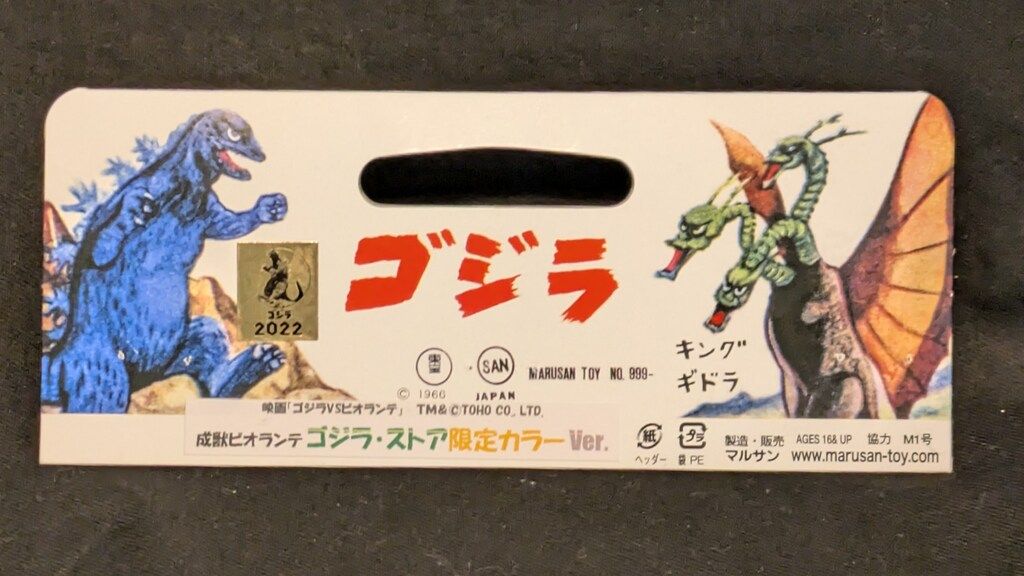 ゴジラ
ゴジラ
2022
キング
ギドラ
SAN
MARUSAN TOY NO. 999-
© 1966
JAPAN
映画「ゴジラVSビオランテ」 TM&©TOHO CO., LTD.
成獣ビオランテ ゴジラ・ストア限定カラー Ver.
紙
ヘッダー
プラ
袋 PE
製造・販売 AGES 16& UP 協力 M1号
マルサン www.marusan-toy.com